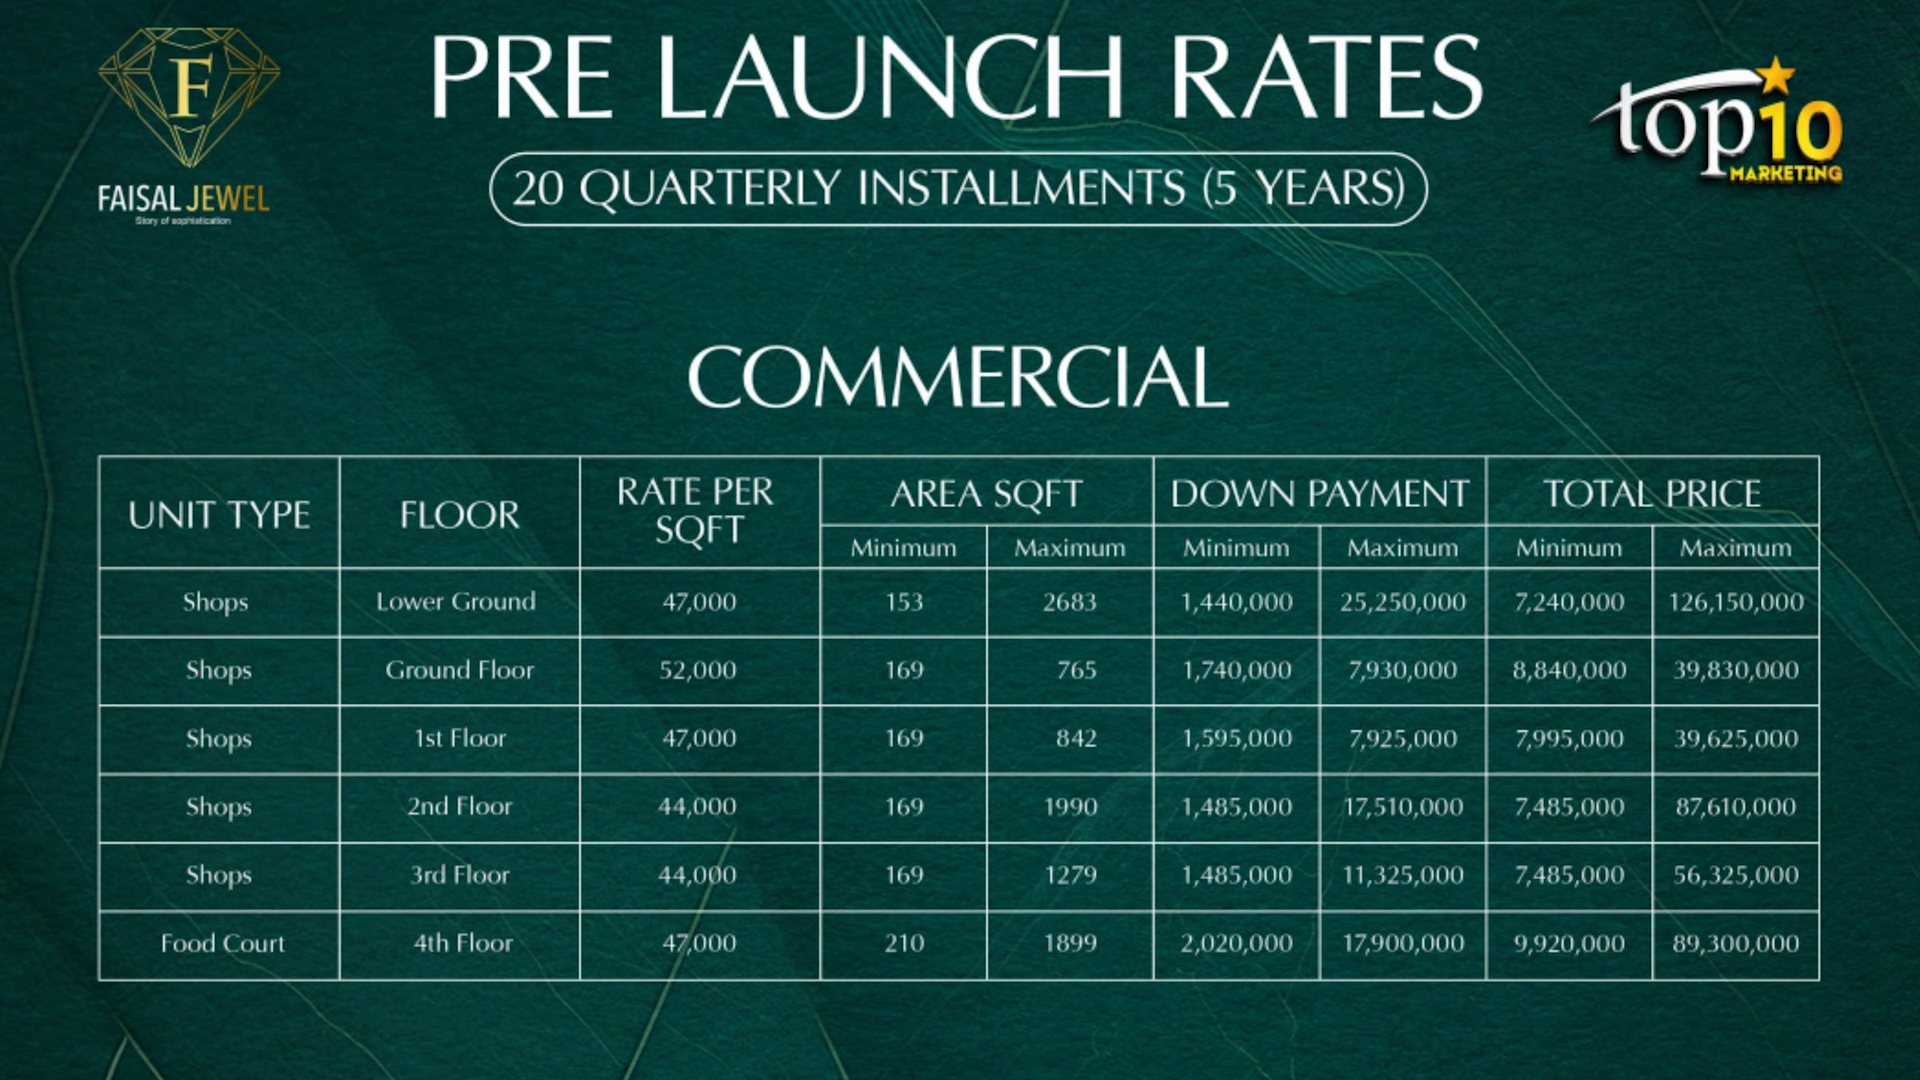 F
FAISAL JEWEL
Story of sophistication
PRE LAUNCH RATES
20 QUARTERLY INSTALLMENTS (5 YEARS)
top10
MARKETING
COMMERCIAL
UNIT TYPE FLOOR RATE PER SQFT AREA SQFT DOWN PAYMENT TOTAL PRICE
Minimum Maximum Minimum Maximum Minimum Maximum
Shops Lower Ground 47,000 153 2683 1,440,000 25,250,000 7,240,000 126,150,000
Shops Ground Floor 52,000 169 765 1,740,000 7,930,000 8,840,000 39,830,000
Shops 1st Floor 47,000 169 842 1,595,000 7,925,000 7,995,000 39,625,000
Shops 2nd Floor 44,000 169 1990 1,485,000 17,510,000 7,485,000 87,610,000
Shops 3rd Floor 44,000 169 1279 1,485,000 11,325,000 7,485,000 56,325,000
Food Court 4th Floor 47,000 210 1899 2,020,000 17,900,000 9,920,000 89,300,000